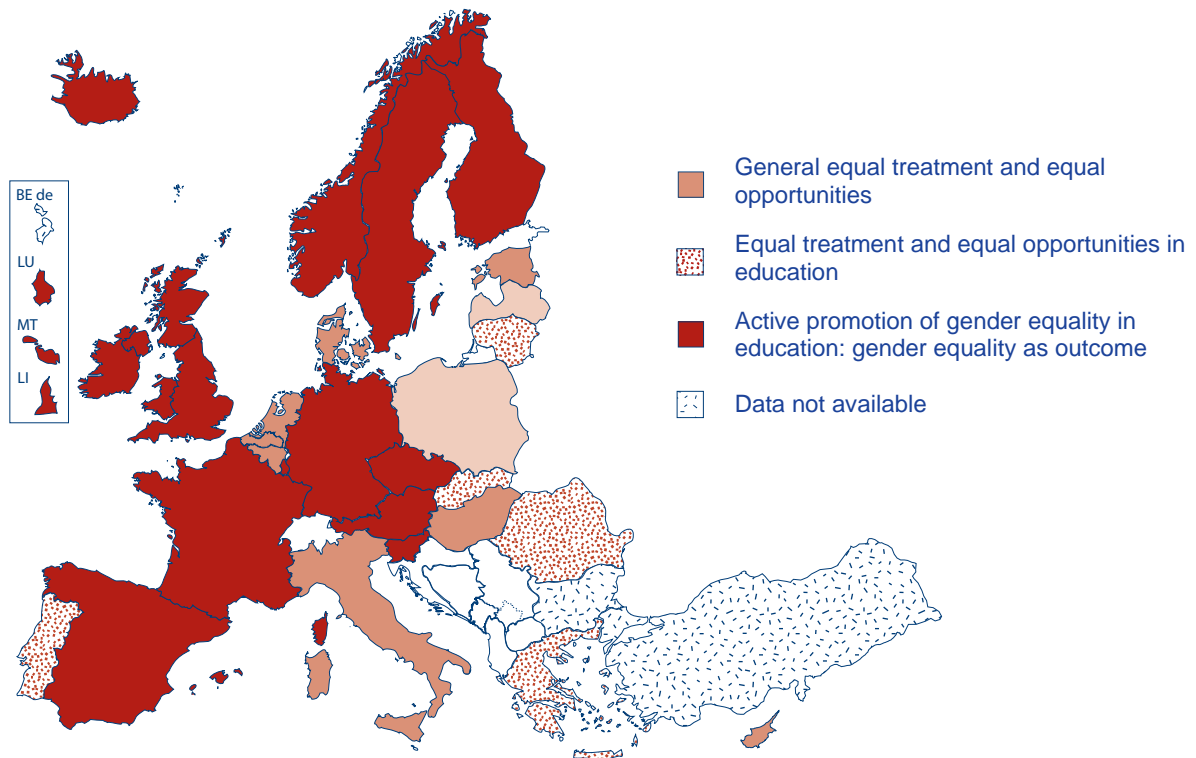 BE de
LU
MT
LI
General equal treatment and equal
opportunities
Equal treatment and equal opportunities in
education
Active promotion of gender equality in
education: gender equality as outcome
Data not available